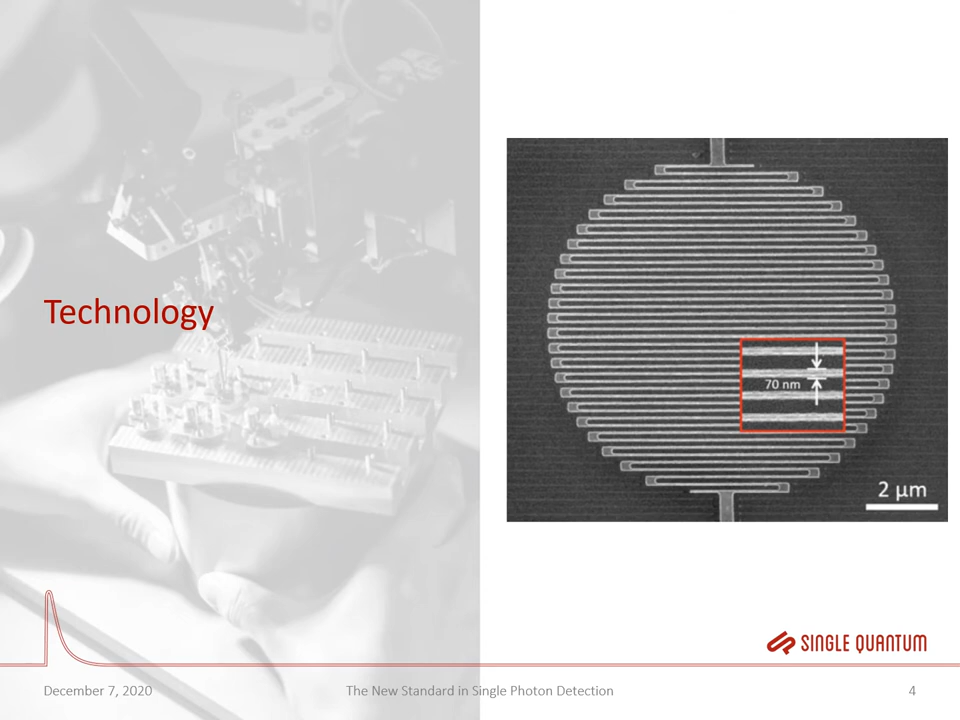 Technology
70 nm
2 μm
SINGLE QUANTUM
December 7, 2020
The New Standard in Single Photon Detection
4